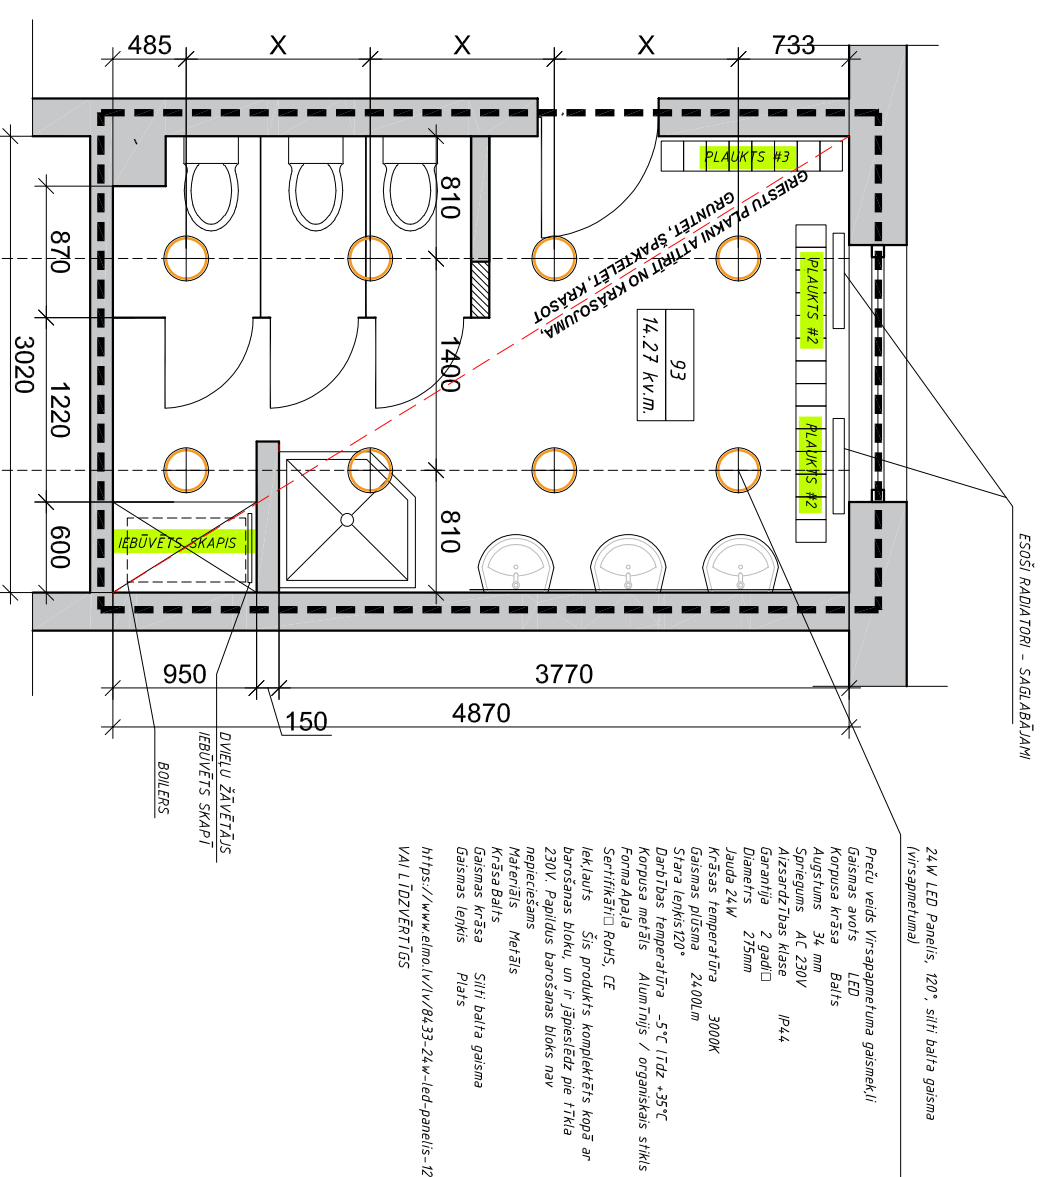 485
X
X
X
733
PLAUKTS #3
GRIESTU PLAKNI ATTĪRĪT NO KRĀSOJUMA,
GRUNTĒT, ŠPAKTELĒT, KRĀSOT
810
870
PLAUKTS #2
93
14.27 kv.m.
3020
1220
1400
PLAUKTS #2
600
IEBŪVĒTS SKAPIS
810
ESOŠI RADIATORI - SAGLABĀJAMI
950
3770
150
4870
DVIEĻU ŽĀVĒTĀJS
IEBŪVĒTS SKAPĪ
BOILERS
24W LED Panelis, 120°, silti balta gaisma
(virsapmetuma)
Preču veids Virsapapmetuma gaismekļi
Gaismas avots LED
Korpusa krāsa Balts
Augstums 34 mm
Spriegums AC 230V
Aizsardzības klase IP44
Garantija 2 gadi□
Diametrs 275mm
Jauda 24W
Krāsas temperatūra 3000K
Gaismas plūsma 2400Lm
Stara leņķis120°
Darbības temperatūra -5°C līdz +35°C
Korpusa metāls Alumīnijs / organiskais stikls
Forma Apaļa
Sertifikāti□ RoHS, CE
Iekļauts Šis produkts komplektēts kopā ar
barošanas bloku, un ir jāpieslēdz pie tīkla
230V. Papildus barošanas bloks nav
nepieciešams
Materiāls Metāls
Krāsa Balts
Gaismas krāsa Silti balta gaisma
Gaismas leņķis Plats
https://www.elmo.lv/lv/8433-24w-led-panelis-12
VAI LĪDZVĒRTĪGS